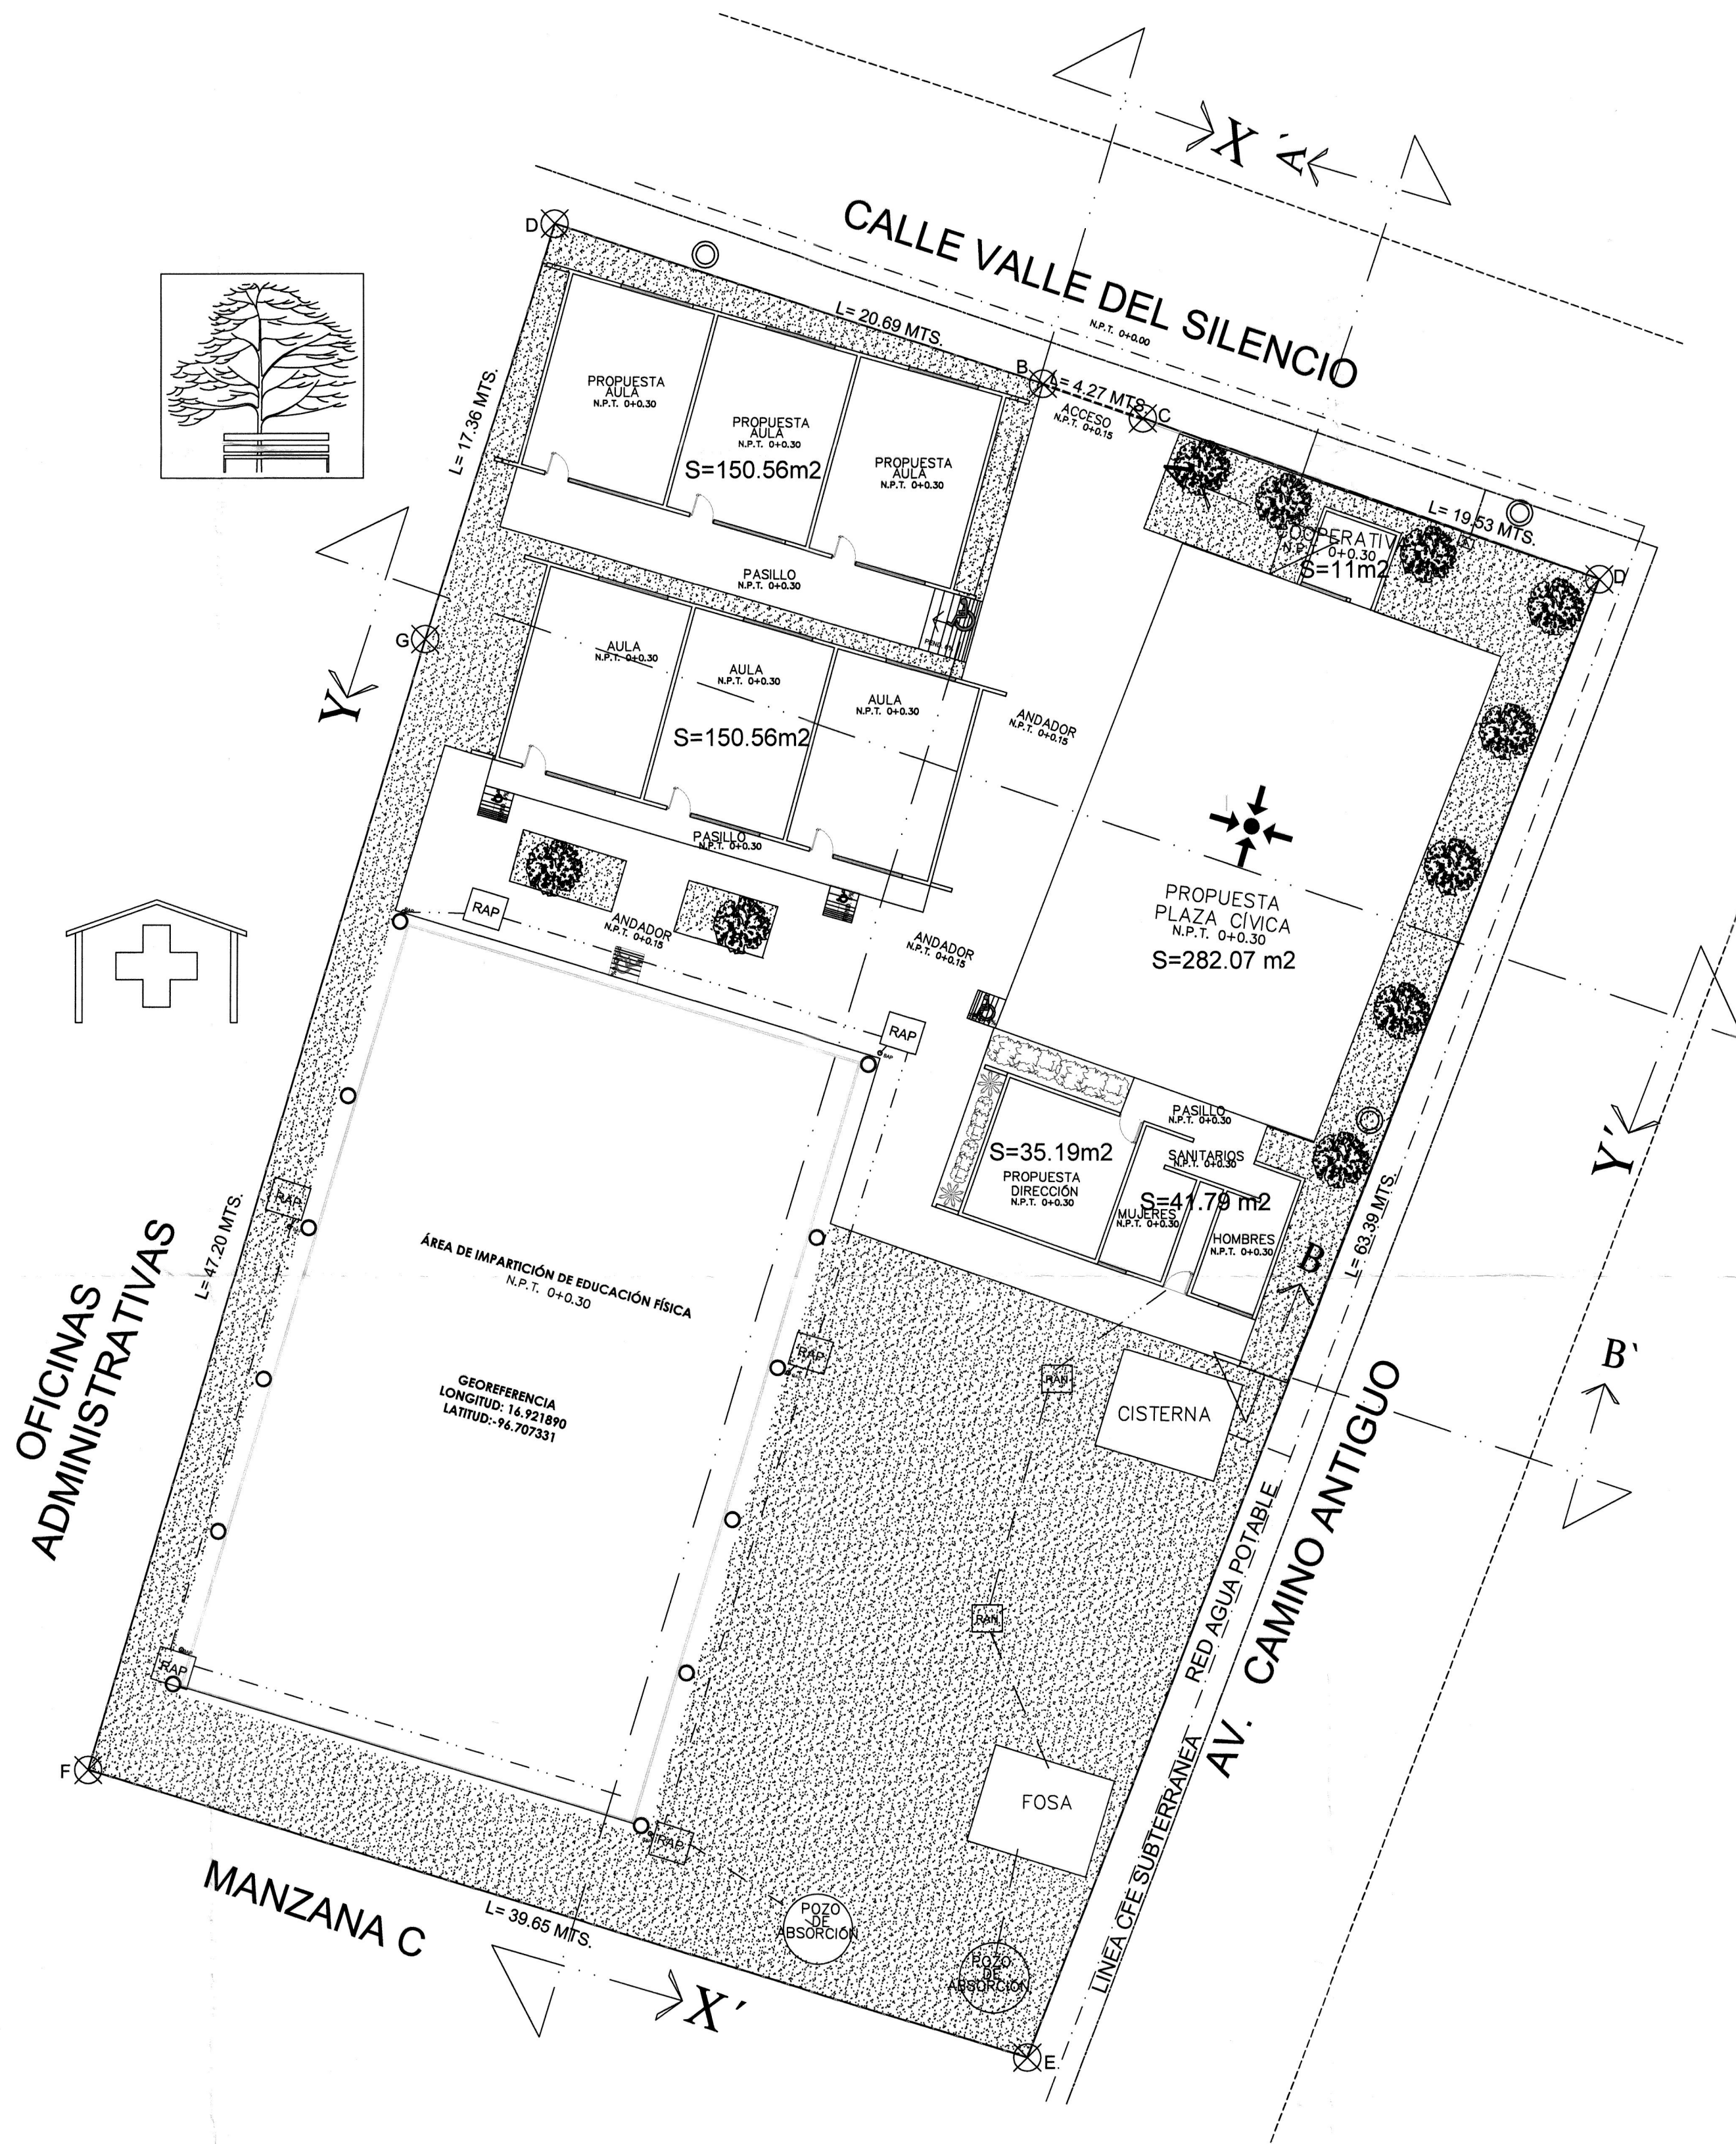 X
A´
CALLE VALLE DEL SILENCIO
N.P.T. 0+0.00
D
L= 20.69 MTS.
B
L= 4.27 MTS.
C
ACCESO
N.P.T. 0+0.15
L= 17.36 MTS.
PROPUESTA
AULA
N.P.T. 0+0.30
PROPUESTA
AULA
N.P.T. 0+0.30
S=150.56m2
PROPUESTA
AULA
N.P.T. 0+0.30
L= 19.53 MTS.
COOPERATIVA
N.P.T. 0+0.30
S=11m2
D
PASILLO
N.P.T. 0+0.30
G
Y
AULA
N.P.T. 0+0.30
AULA
N.P.T. 0+0.30
AULA
N.P.T. 0+0.30
S=150.56m2
ANDADOR
N.P.T. 0+0.15
PASILLO
N.P.T. 0+0.30
PROPUESTA
PLAZA CÍVICA
N.P.T. 0+0.30
S=282.07 m2
RAP
ANDADOR
N.P.T. 0+0.15
ANDADOR
N.P.T. 0+0.15
RAP
PASILLO
N.P.T. 0+0.30
S=35.19m2
PROPUESTA
DIRECCIÓN
N.P.T. 0+0.30
SANITARIOS
N.P.T. 0+0.30
S=41.79 m2
MUJERES
N.P.T. 0+0.30
HOMBRES
N.P.T. 0+0.30
Y´
L= 63.39 MTS.
B
B`
RAP
L= 47.20 MTS.
OFICINAS
ADMINISTRATIVAS
ÁREA DE IMPARTICIÓN DE EDUCACIÓN FÍSICA
N.P.T. 0+0.30
GEOREFERENCIA
LONGITUD: 16.921890
LATITUD:-96.707331
RAP
RAN
CISTERNA
RAN
RED AGUA POTABLE
AV. CAMINO ANTIGUO
LINEA CFE SUBTERRANEA
RAP
F
FOSA
RAP
MANZANA C
L= 39.65 MTS.
POZO
DE
ABSORCIÓN
POZO
DE
ABSORCIÓN
X´
E